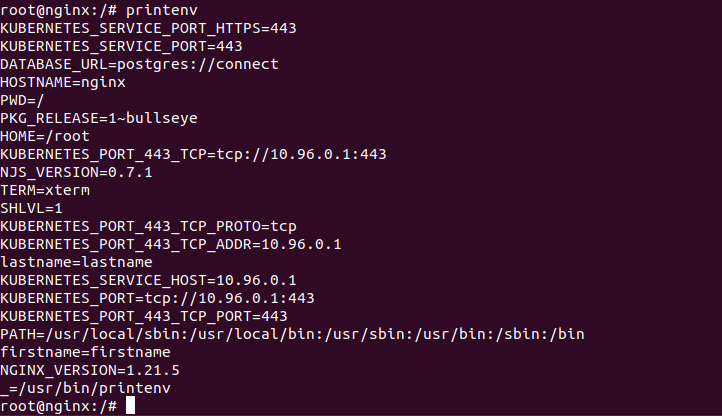 root@nginx:/# printenv
KUBERNETES_SERVICE_PORT_HTTPS=443
KUBERNETES_SERVICE_PORT=443
DATABASE_URL=postgres://connect
HOSTNAME=nginx
PWD=/
PKG_RELEASE=1~bullseye
HOME=/root
KUBERNETES_PORT_443_TCP=tcp://10.96.0.1:443
NJS_VERSION=0.7.1
TERM=xterm
SHLVL=1
KUBERNETES_PORT_443_TCP_PROTO=tcp
KUBERNETES_PORT_443_TCP_ADDR=10.96.0.1
lastname=lastname
KUBERNETES_SERVICE_HOST=10.96.0.1
KUBERNETES_PORT=tcp://10.96.0.1:443
KUBERNETES_PORT_443_TCP_PORT=443
PATH=/usr/local/sbin:/usr/local/bin:/usr/sbin:/usr/bin:/sbin:/bin
firstname=firstname
NGINX_VERSION=1.21.5
_=/usr/bin/printenv
root@nginx:/#